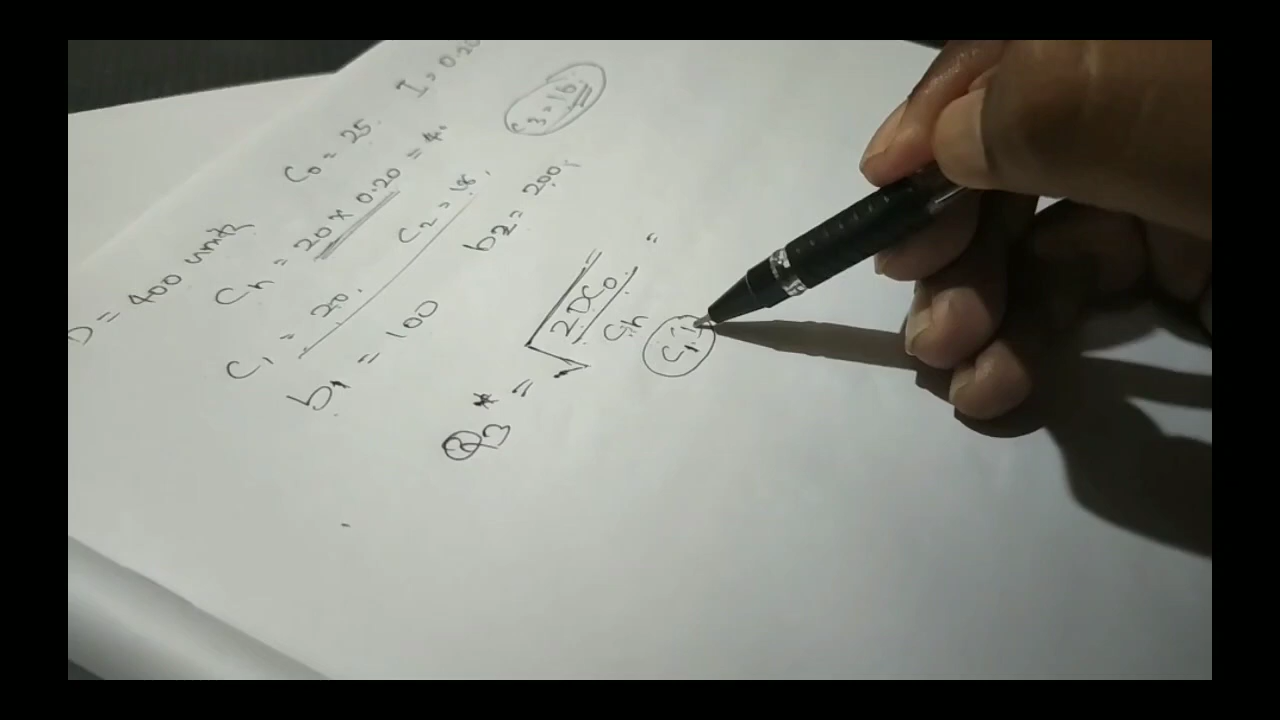 D = 400 units
C₀ = 25. I = 0.20
Cₕ = 20 × 0.20 = 4.
C₁ = 20. C₂ = 18. C₃ = 16.
b₁ = 100 b₂ = 200
Q₃* = √2DC₀
Cₕ
C₁ i